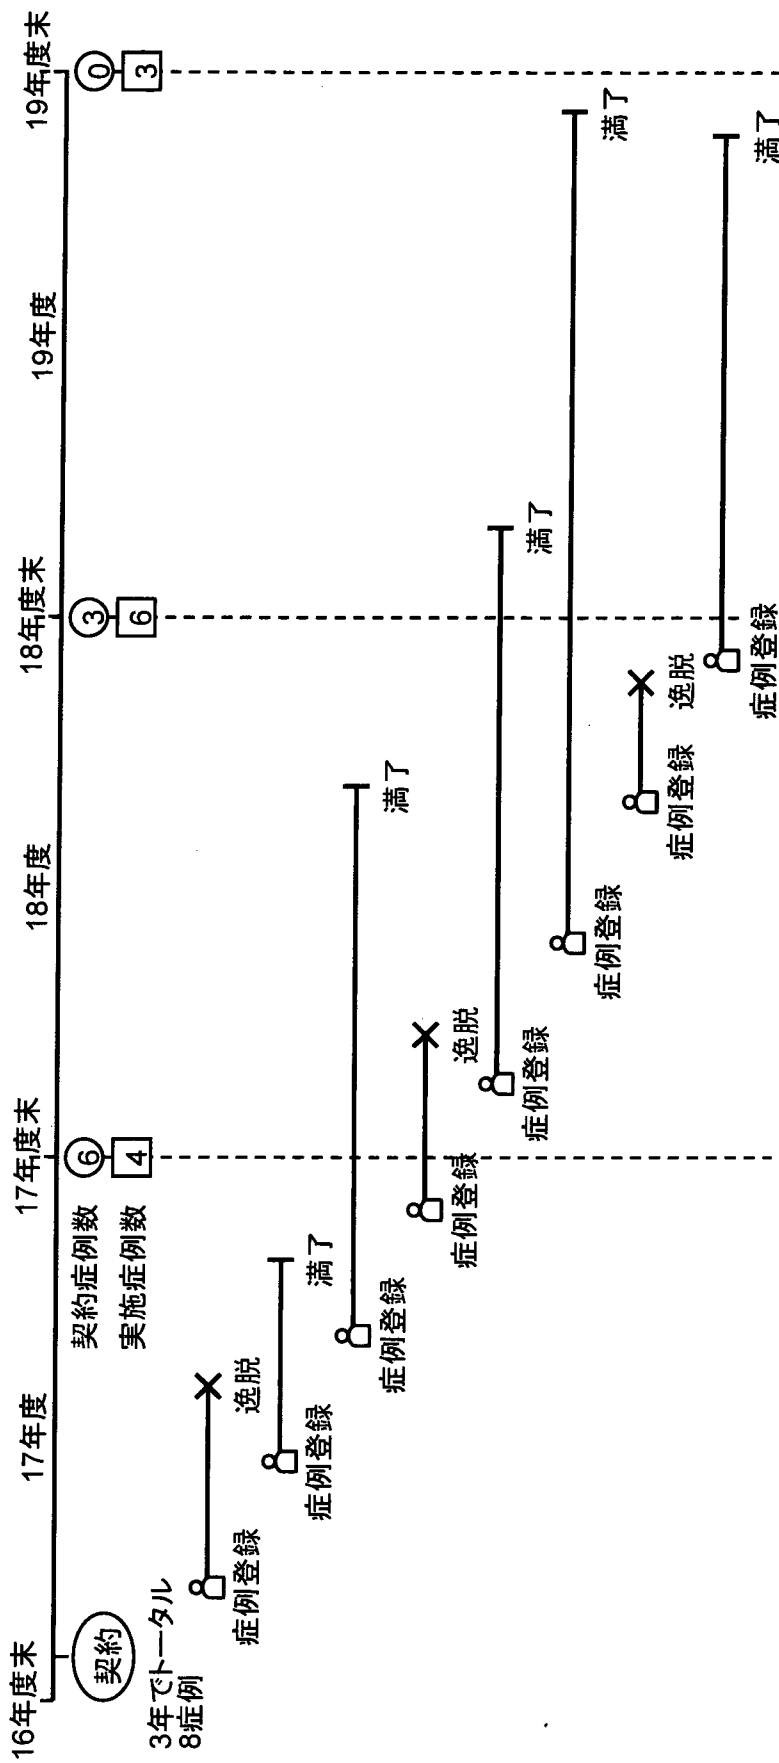 16年度末
17年度
17年度末
18年度
18年度末
19年度
19年度末
契約
3年でトータル
8症例
契約症例数
⑥
③
⓪
実施症例数
4
6
3
症例登録
逸脱
症例登録
満了
症例登録
満了
症例登録
逸脱
症例登録
満了
症例登録
満了
症例登録
逸脱
症例登録
満了